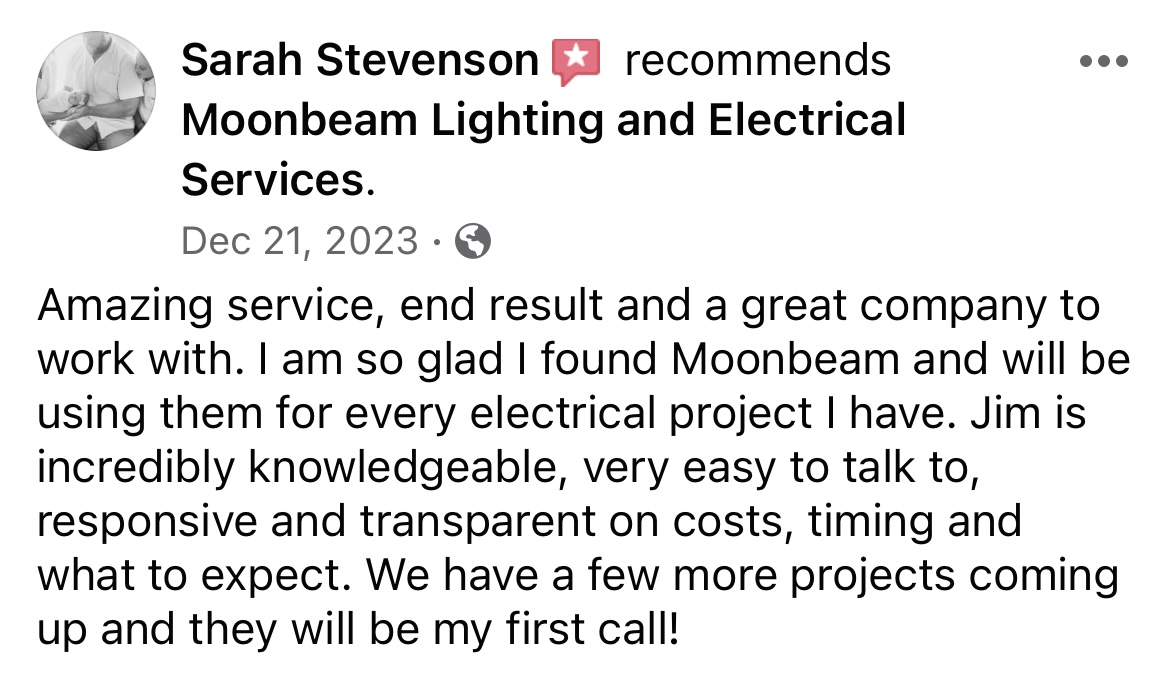 Sarah Stevenson recommends
Moonbeam Lighting and Electrical
Services.
Dec 21, 2023 ·
Amazing service, end result and a great company to
work with. I am so glad I found Moonbeam and will be
using them for every electrical project I have. Jim is
incredibly knowledgeable, very easy to talk to,
responsive and transparent on costs, timing and
what to expect. We have a few more projects coming
up and they will be my first call!